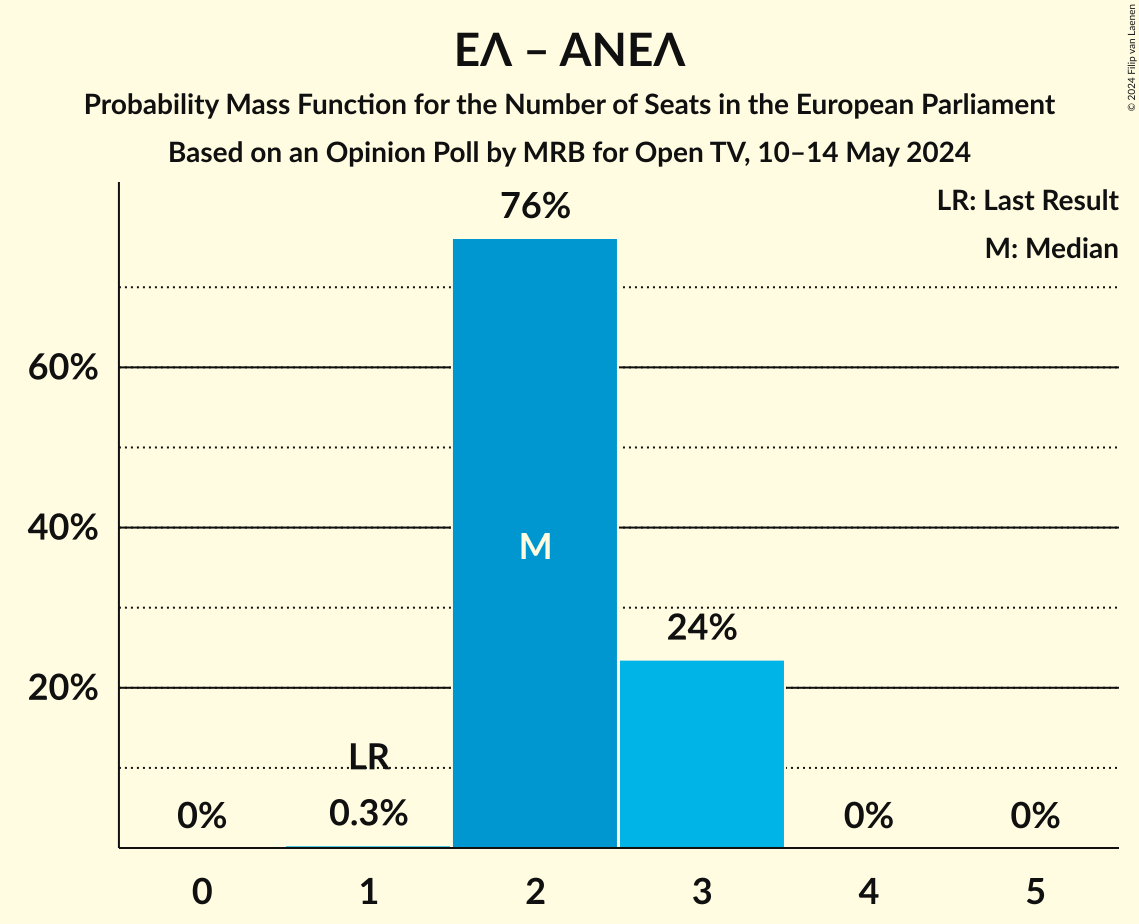 ΕΛ – ΑΝΕΛ
Probability Mass Function for the Number of Seats in the European Parliament
Based on an Opinion Poll by MRB for Open TV, 10–14 May 2024
© 2024 Filip van Laenen
LR: Last Result
M: Median
76%
60%
40%
M
24%
20%
LR
0%
0.3%
0%
0%
0
1
2
3
4
5